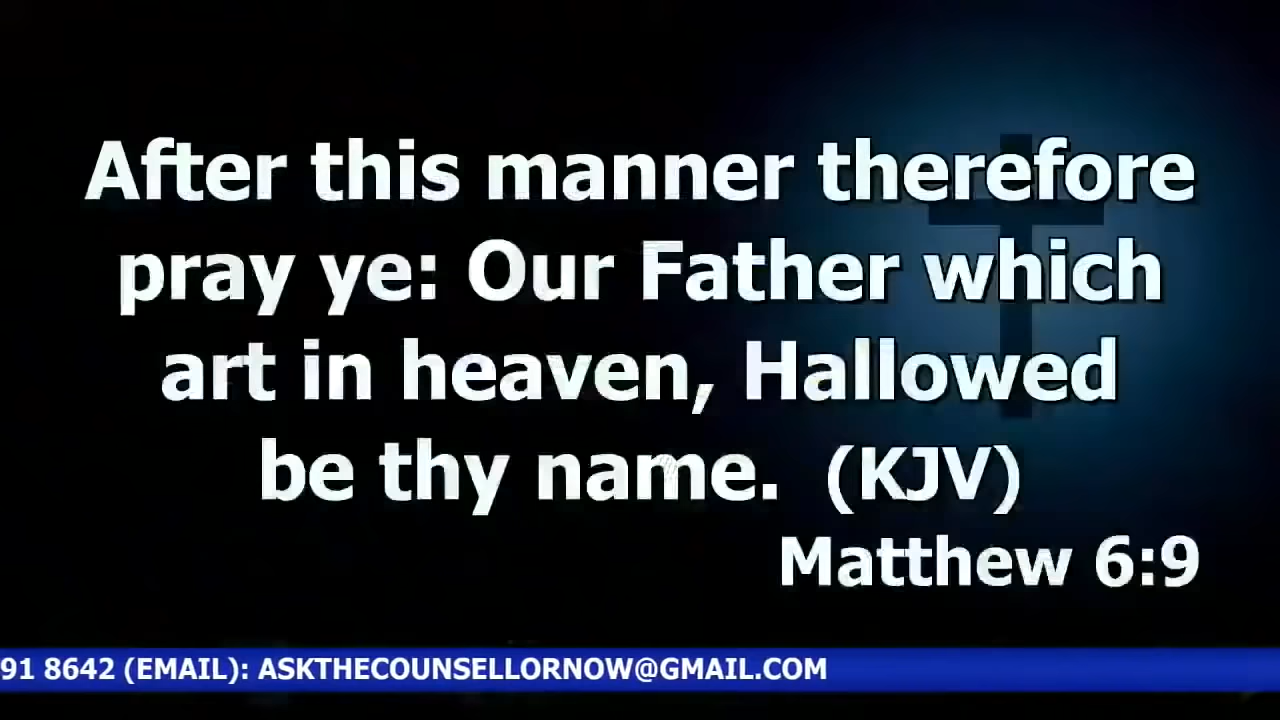 After this manner therefore
pray ye: Our Father which
art in heaven, Hallowed
be thy name. (KJV)
Matthew 6:9
91 8642 (EMAIL): ASKTHECOUNSELLORNOW@GMAIL.COM